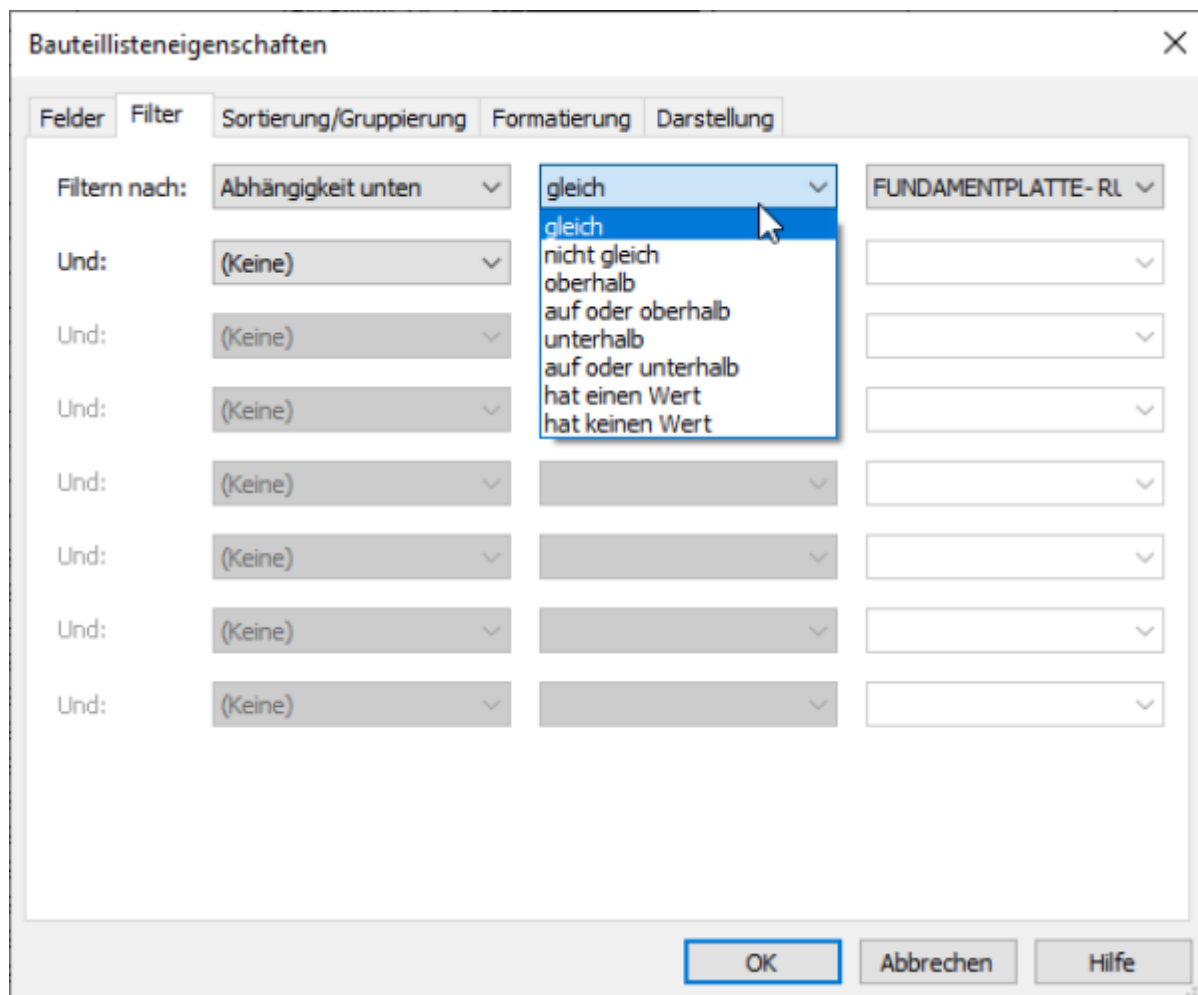 Bauteillisteneigenschaften
Felder Filter Sortierung/Gruppierung Formatierung Darstellung
Filtern nach: Abhängigkeit unten gleich FUNDAMENTPLATTE- RL
gleich
Und: (Keine) nicht gleich
oberhalb
auf oder oberhalb
Und: (Keine) unterhalb
auf oder unterhalb
hat einen Wert
Und: (Keine) hat keinen Wert
Und: (Keine)
Und: (Keine)
Und: (Keine)
Und: (Keine)
OK Abbrechen Hilfe